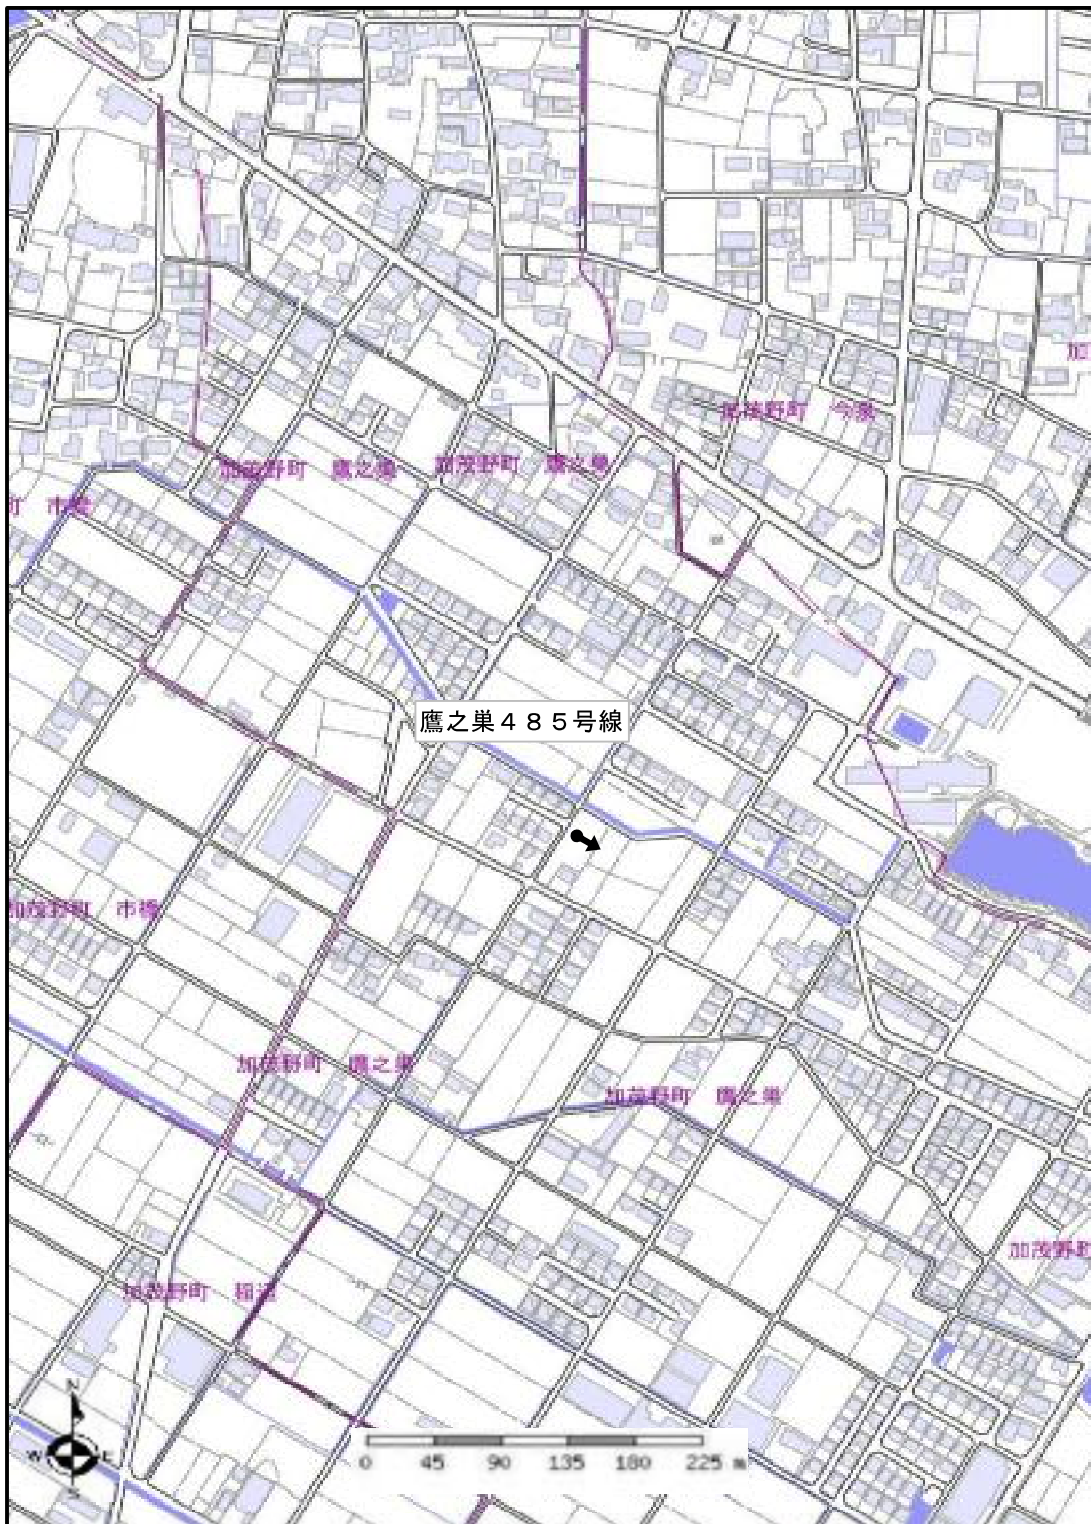 加
加茂野町 今泉
加茂野町 鷹之巣
加茂野町 鷹之巣
町 市橋
鷹之巣４８５号線
加茂野町 市橋
加茂野町 鷹之巣
加茂野町 鷹之巣
加茂野町
加茂野町 稲辺
N
W E
S
0 45 90 135 180 225 m